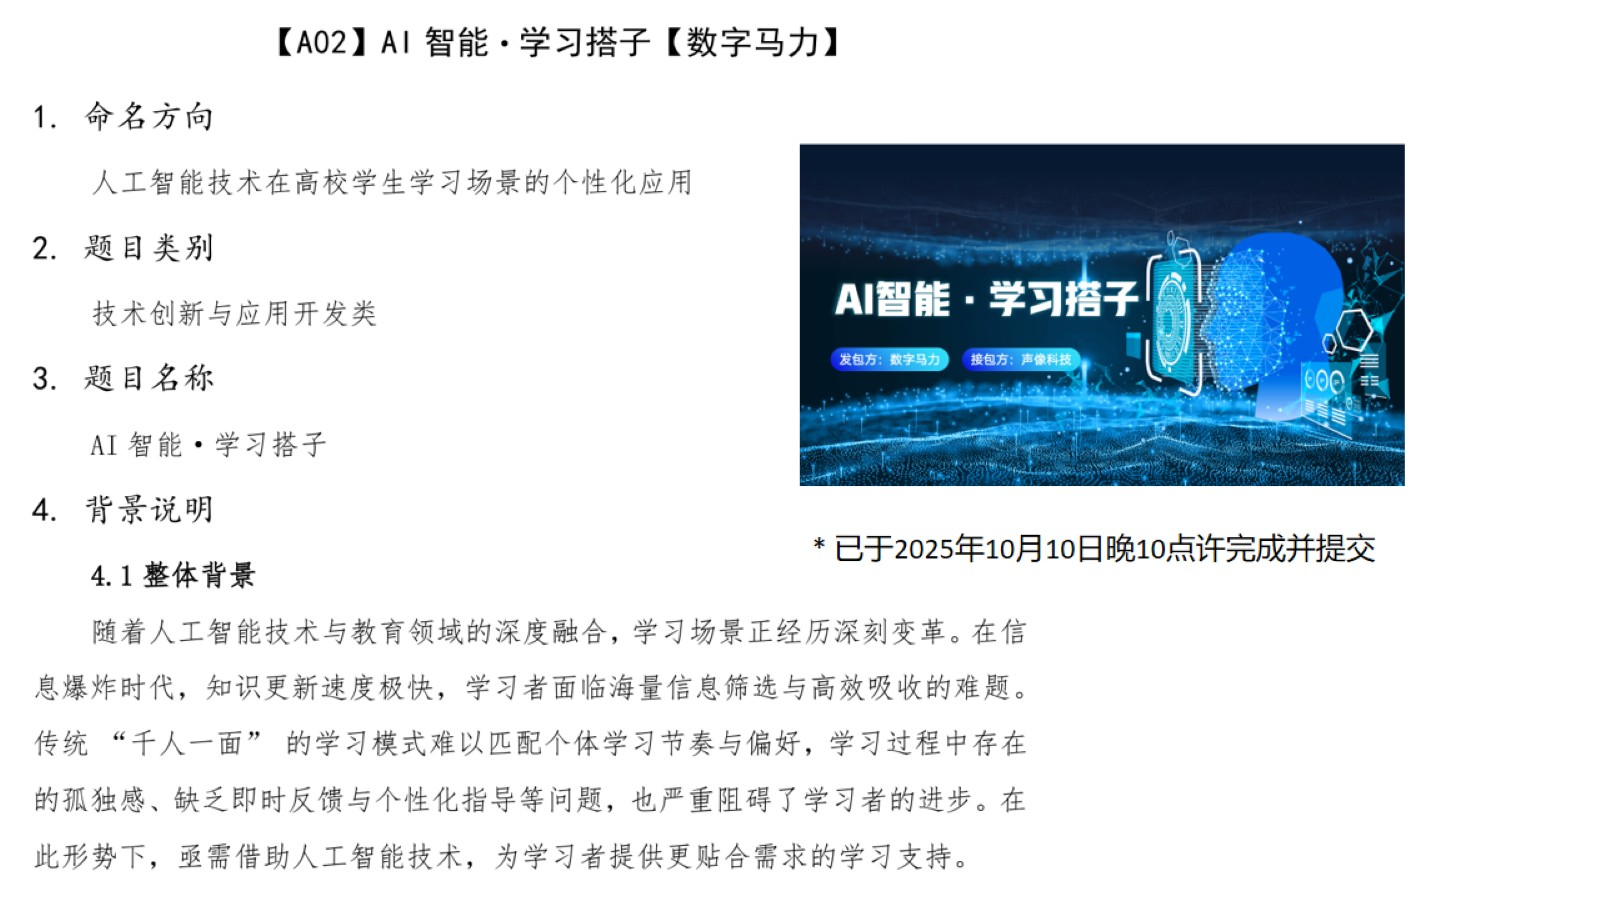 【A02】AI 智能·学习搭子【数字马力】
1. 命名方向
人工智能技术在高校学生学习场景的个性化应用
2. 题目类别
技术创新与应用开发类
3. 题目名称
AI 智能·学习搭子
4. 背景说明
AI智能·学习搭子
发包方：数字马力 接包方：声像科技
* 已于2025年10月10日晚10点许完成并提交
4.1 整体背景
随着人工智能技术与教育领域的深度融合，学习场景正经历深刻变革。在信
息爆炸时代，知识更新速度极快，学习者面临海量信息筛选与高效吸收的难题。
传统 “千人一面” 的学习模式难以匹配个体学习节奏与偏好，学习过程中存在
的孤独感、缺乏即时反馈与个性化指导等问题，也严重阻碍了学习者的进步。在
此形势下，亟需借助人工智能技术，为学习者提供更贴合需求的学习支持。